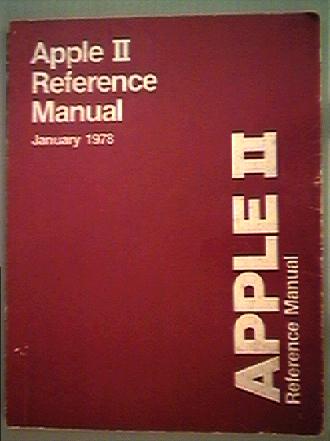 Apple II
Reference
Manual
January 1978
APPLE II
Reference Manual